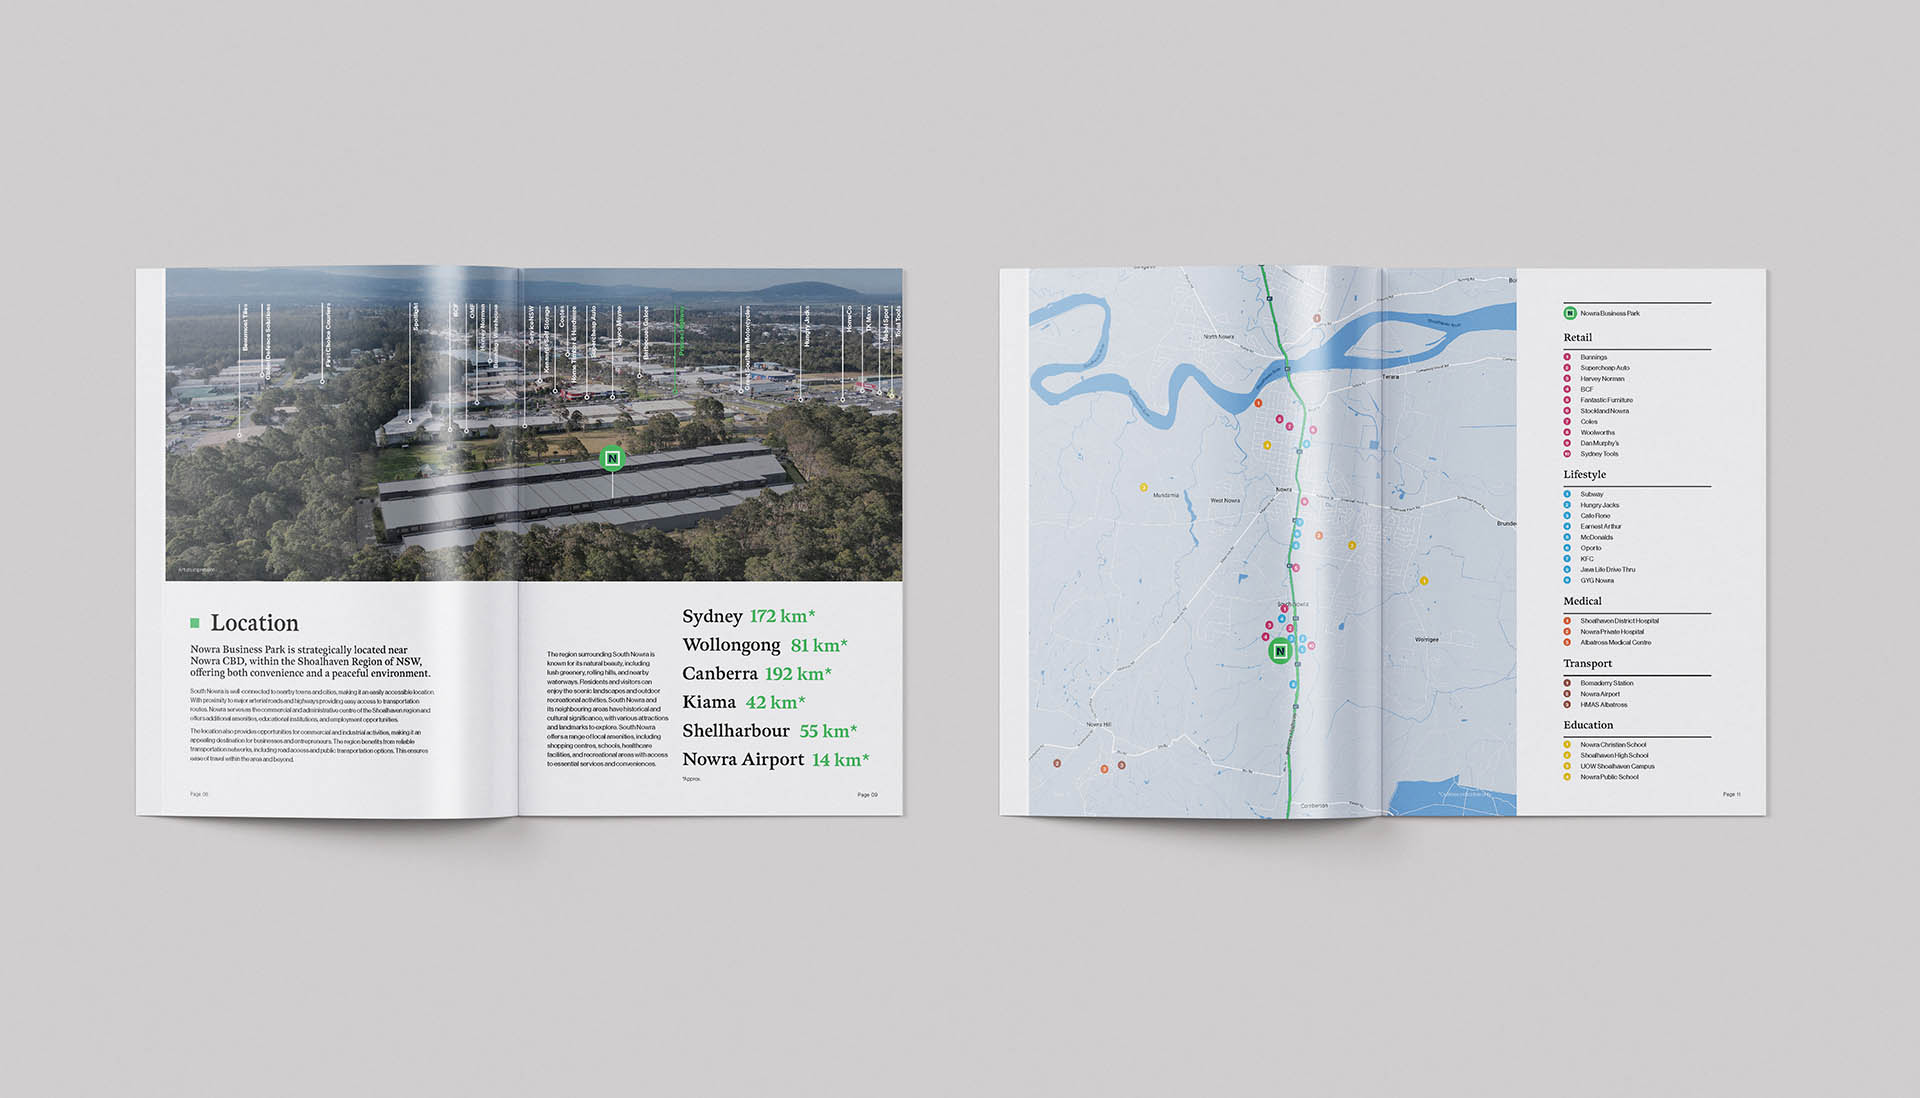 Beaumont Tiles
Global Defence Solutions
First Choice Couriers
Spotlight
BCF
OMF
Harvey Norman
ServiceNSW
Kennards Self Storage
Coates
Home Timber & Hardware
Supercheap Auto
Joyce Mayne
Barbeques Galore
Princes Highway
Great Southern Motorcycles
Hungry Jacks
HomeCo
TK Maxx
Rebel Sport
Total Tools
N
Artist's impression
Location
Nowra Business Park is strategically located near
Nowra CBD, within the Shoalhaven Region of NSW,
offering both convenience and a peaceful environment.
South Nowra is well-connected to nearby towns and cities, making it an easily accessible location.
With proximity to major arterial roads and highways providing easy access to transportation
routes. Nowra serves as the commercial and administrative centre of the Shoalhaven region and
offers additional amenities, educational institutions, and employment opportunities.
The location also provides opportunities for commercial and industrial activities, making it an
appealing destination for businesses and entrepreneurs. The region benefits from reliable
transportation networks, including road access and public transportation options. This ensures
ease of travel within the area and beyond.
Page 08
The region surrounding South Nowra is
known for its natural beauty, including
lush greenery, rolling hills, and nearby
waterways. Residents and visitors can
enjoy the scenic landscapes and outdoor
recreational activities. South Nowra and
its neighbouring areas have historical and
cultural significance, with various attractions
and landmarks to explore. South Nowra
offers a range of local amenities, including
shopping centres, schools, healthcare
facilities, and recreational areas with access
to essential services and conveniences.
Sydney 172 km*
Wollongong 81 km*
Canberra 192 km*
Kiama 42 km*
Shellharbour 55 km*
Nowra Airport 14 km*
*Approx.
Page 09
North Nowra
Terara
Mundamia
West Nowra
Nowra
South Nowra
Worrigee
Nowra Hill
Comberton
N
N Nowra Business Park
Retail
1 Bunnings
2 Supercheap Auto
3 Harvey Norman
4 BCF
5 Fantastic Furniture
6 Stockland Nowra
7 Coles
8 Woolworths
9 Dan Murphy's
10 Sydney Tools
Lifestyle
1 Subway
2 Hungry Jacks
3 Cafe Rene
4 Earnest Arthur
5 McDonalds
6 Oporto
7 KFC
8 Java Life Drive Thru
9 GYG Nowra
Medical
1 Shoalhaven District Hospital
2 Nowra Private Hospital
3 Albatross Medical Centre
Transport
1 Bomaderry Station
2 Nowra Airport
3 HMAS Albatross
Education
1 Nowra Christian School
2 Shoalhaven High School
3 UOW Shoalhaven Campus
4 Nowra Public School
Page 11